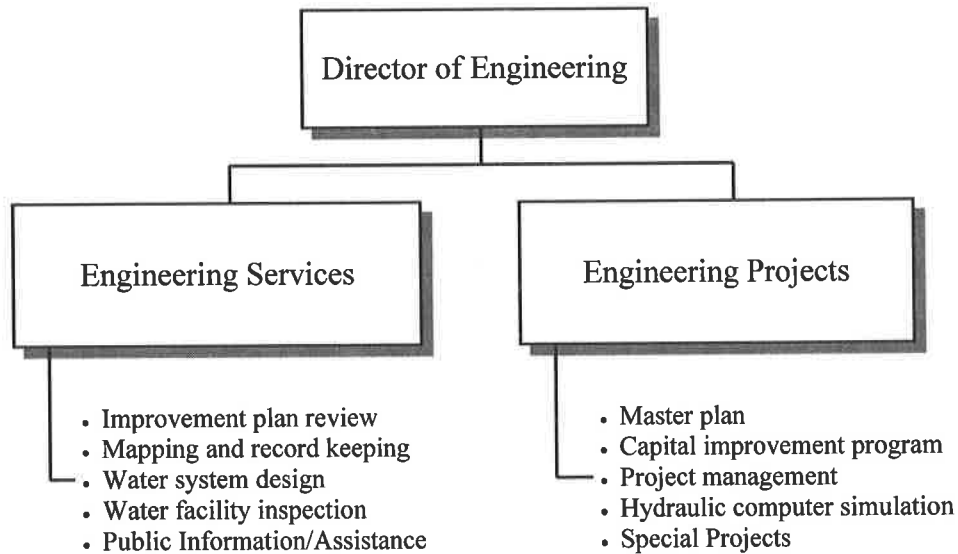 Director of Engineering
Engineering Services
• Improvement plan review
• Mapping and record keeping
• Water system design
• Water facility inspection
• Public Information/Assistance
Engineering Projects
• Master plan
• Capital improvement program
• Project management
• Hydraulic computer simulation
• Special Projects